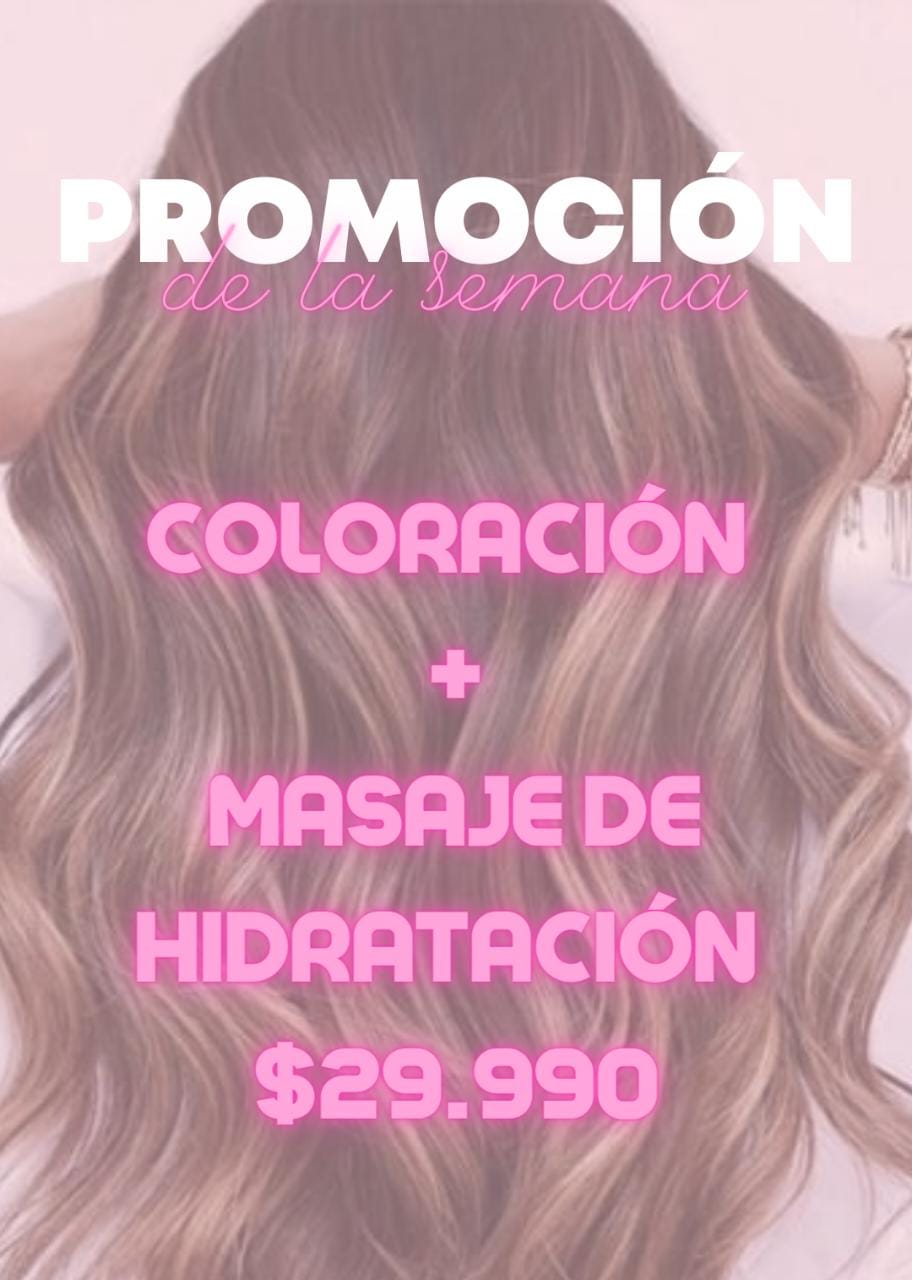 PROMOCIÓN
de la semana
COLORACIÓN
+
MASAJE DE
HIDRATACIÓN
$29.990